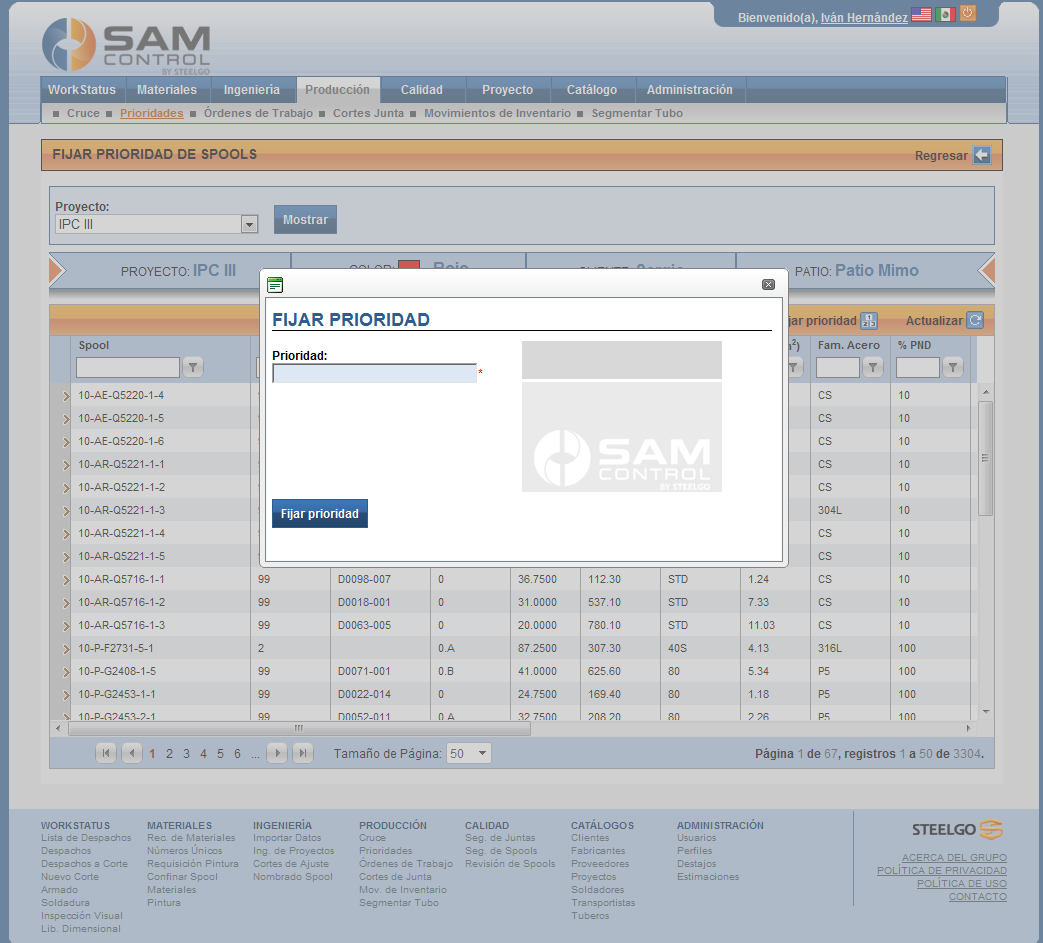 Bienvenido(a), Iván Hernández
SAM
CONTROL
BY STEELGO
WorkStatus Materiales Ingeniería Producción Calidad Proyecto Catálogo Administración
Cruce Prioridades Órdenes de Trabajo Cortes Junta Movimientos de Inventario Segmentar Tubo
FIJAR PRIORIDAD DE SPOOLS Regresar
Proyecto:
IPC III Mostrar
PROYECTO: IPC III PATIO: Patio Mimo
FIJAR PRIORIDAD
Prioridad:
*
SAM
CONTROL
BY STEELGO
Fijar prioridad
jar prioridad Actualizar
Spool Fam. Acero % PND
10-AE-Q5220-1-4 CS 10
10-AE-Q5220-1-5 CS 10
10-AE-Q5220-1-6 CS 10
10-AR-Q5221-1-1 CS 10
10-AR-Q5221-1-2 CS 10
10-AR-Q5221-1-3 304L 10
10-AR-Q5221-1-4 CS 10
10-AR-Q5221-1-5 CS 10
10-AR-Q5716-1-1 99 D0098-007 0 36.7500 112.30 STD 1.24 CS 10
10-AR-Q5716-1-2 99 D0018-001 0 31.0000 537.10 STD 7.33 CS 10
10-AR-Q5716-1-3 99 D0063-005 0 20.0000 780.10 STD 11.03 CS 10
10-P-F2731-5-1 2 0.A 87.2500 307.30 40S 4.13 316L 100
10-P-G2408-1-5 99 D0071-001 0.B 41.0000 625.60 80 5.34 P5 100
10-P-G2453-1-1 99 D0022-014 0 24.7500 169.40 80 1.18 P5 100
10-P-G2453-2-1 99 D0052-011 0.A 32.7500 208.20 80 2.26 P5 100
1 2 3 4 5 6 ... Tamaño de Página: 50 Página 1 de 67, registros 1 a 50 de 3304.
WORKSTATUS MATERIALES INGENIERÍA PRODUCCIÓN CALIDAD CATÁLOGOS ADMINISTRACIÓN
Lista de Despachos Rec. de Materiales Importar Datos Cruce Seg. de Juntas Clientes Usuarios
Despachos Números Únicos Ing. de Proyectos Prioridades Seg. de Spools Fabricantes Perfiles
Despachos a Corte Requisición Pintura Cortes de Ajuste Órdenes de Trabajo Revisión de Spools Proveedores Destajos
Nuevo Corte Confinar Spool Nombrado Spool Cortes de Junta Proyectos Estimaciones
Armado Materiales Mov. de Inventario Soldadores
Soldadura Pintura Segmentar Tubo Transportistas
Inspección Visual Tuberos
Lib. Dimensional
STEELGO
ACERCA DEL GRUPO
POLÍTICA DE PRIVACIDAD
POLÍTICA DE USO
CONTACTO